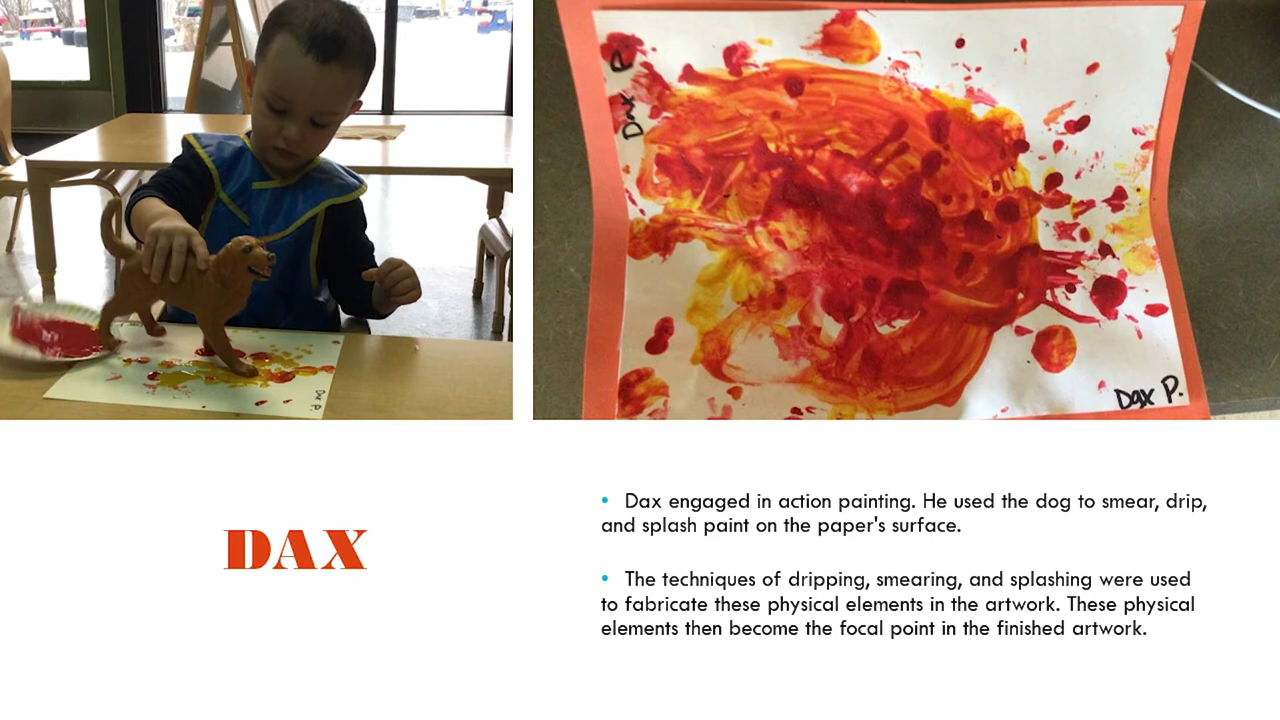 Dax P.
Dax P
Dax P.
DAX
• Dax engaged in action painting. He used the dog to smear, drip,
and splash paint on the paper's surface.
• The techniques of dripping, smearing, and splashing were used
to fabricate these physical elements in the artwork. These physical
elements then become the focal point in the finished artwork.